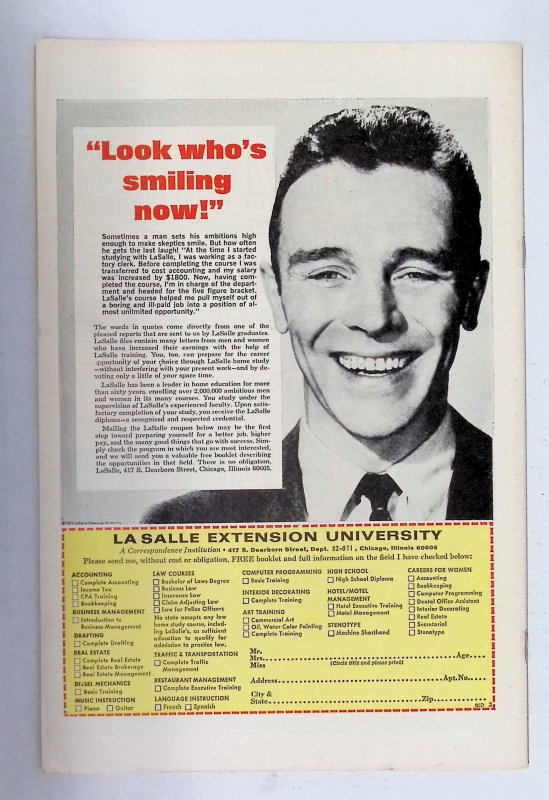 “Look who’s
smiling
now!”
Sometimes a man sets his ambitions high
enough to make skeptics smile. But how often
he gets the last laugh! “At the time I started
studying with LaSalle, I was working as a fac-
tory clerk. Before completing the course I was
transferred to cost accounting and my salary
was increased by $1800. Now, having com-
pleted the course, I’m in charge of the depart-
ment and headed for the five figure bracket.
LaSalle’s course helped me pull myself out of
a boring and ill-paid job into a position of al-
most unlimited opportunity.”
The words in quotes come directly from one of the
pleased reports that are sent to us by LaSalle graduates.
LaSalle files contain many letters from men and women
who have increased their earnings with the help of
LaSalle training. You, too, can prepare for the career
opportunity of your choice through LaSalle home study
—without interfering with your present work—and by de-
voting only a little of your spare time.
LaSalle has been a leader in home education for more
than sixty years, enrolling over 2,000,000 ambitious men
and women in its many courses. You study under the
supervision of LaSalle’s experienced faculty. Upon satis-
factory completion of your study, you receive the LaSalle
diploma—a recognized and respected credential.
Mailing the LaSalle coupon below may be the first
step toward preparing yourself for a better job, higher
pay, and the many good things that go with success. Sim-
ply check the program in which you are most interested,
and we will send you a valuable free booklet describing
the opportunities in that field. There is no obligation.
LaSalle, 417 S. Dearborn Street, Chicago, Illinois 60605.
LA SALLE EXTENSION UNIVERSITY
A Correspondence Institution • 417 S. Dearborn Street, Dept. 82-011, Chicago, Illinois 60605
Please send me, without cost or obligation, FREE booklet and full information on the field I have checked below:
ACCOUNTING
Complete Accounting
Income Tax
CPA Training
Bookkeeping
BUSINESS MANAGEMENT
Introduction to
Business Management
DRAFTING
Complete Drafting
REAL ESTATE
Complete Real Estate
Real Estate Brokerage
Real Estate Management
DIESEL MECHANICS
Basic Training
MUSIC INSTRUCTION
Piano Guitar
LAW COURSES
Bachelor of Laws Degree
Business Law
Insurance Law
Claim Adjusting Law
Law for Police Officers
No state accepts any law
home study course, includ-
ing LaSalle’s, as sufficient
education to qualify for
admission to practice law.
TRAFFIC & TRANSPORTATION
Complete Traffic
Management
RESTAURANT MANAGEMENT
Complete Executive Training
LANGUAGE INSTRUCTION
French Spanish
COMPUTER PROGRAMMING
Basic Training
INTERIOR DECORATING
Complete Training
ART TRAINING
Commercial Art
Oil, Water Color Painting
Complete Training
HIGH SCHOOL
High School Diploma
HOTEL/MOTEL
MANAGEMENT
Hotel Executive Training
Motel Management
STENOTYPE
Machine Shorthand
CAREERS FOR WOMEN
Accounting
Bookkeeping
Computer Programming
Dental Office Assistant
Interior Decorating
Real Estate
Secretarial
Stenotype
Mr.
Mrs. Age
Miss (Circle title and please print)
Address Apt. No.
City &
State Zip